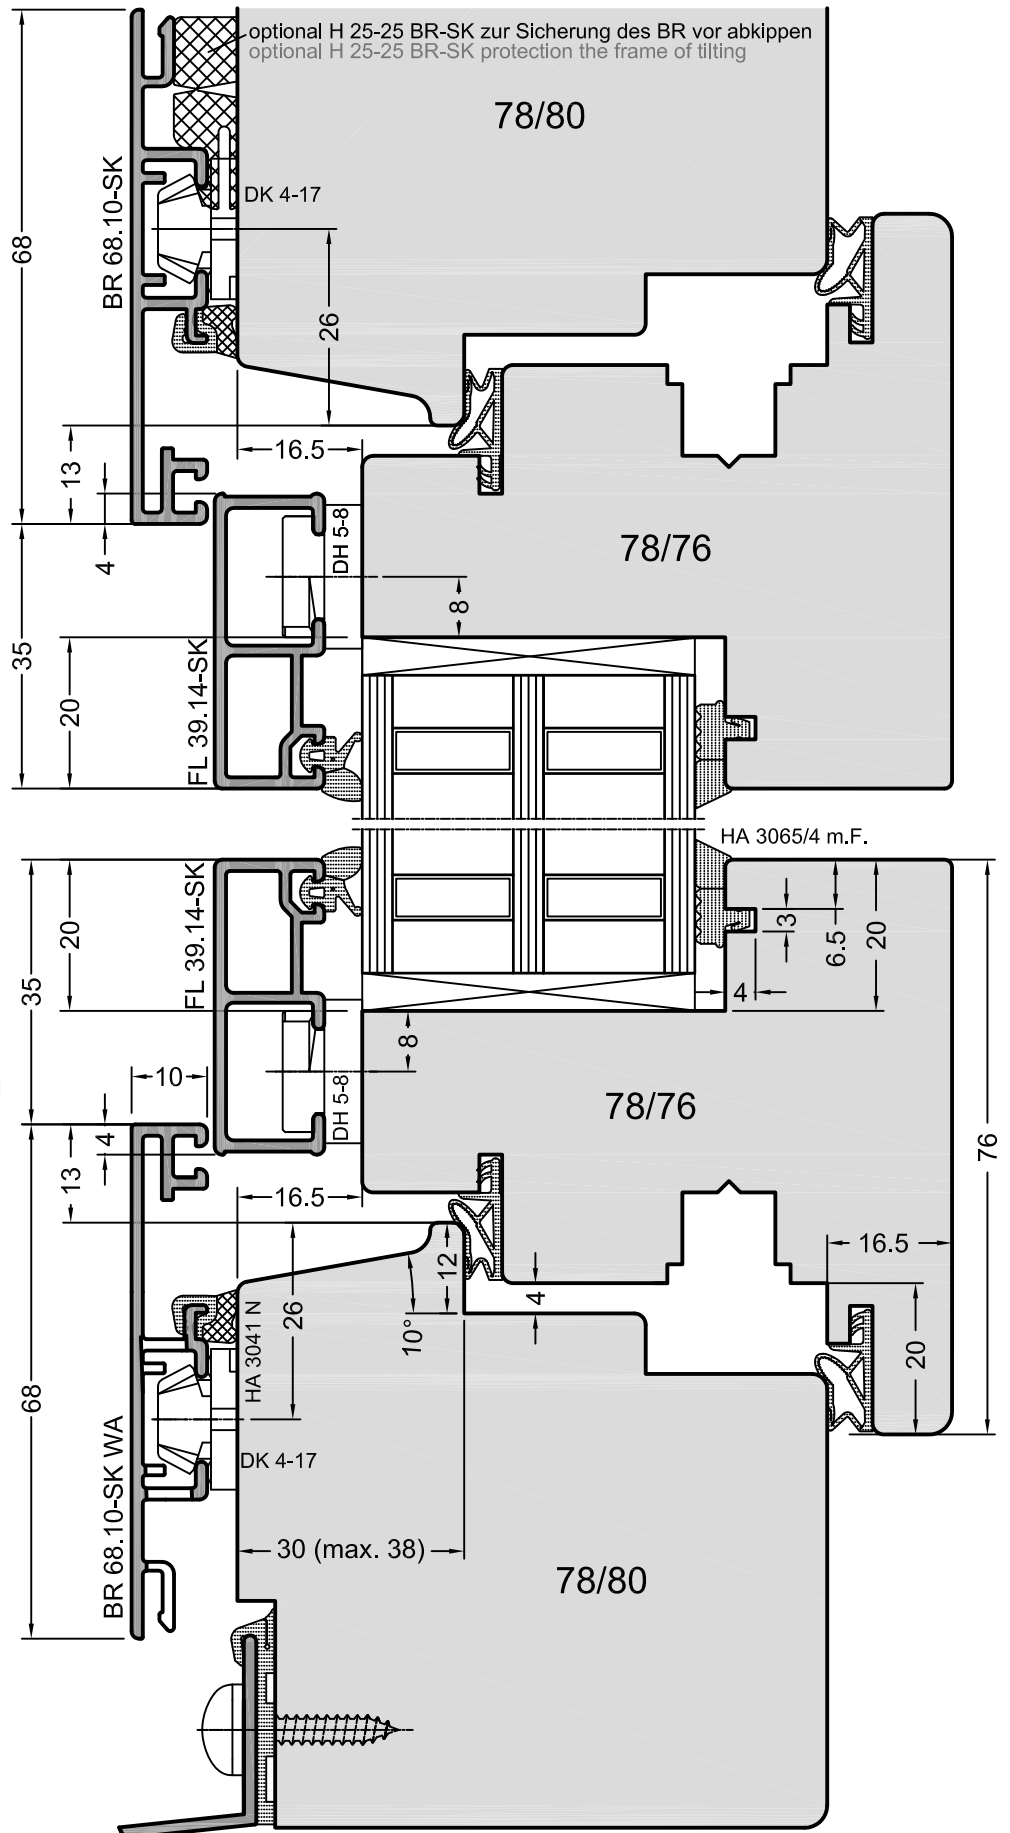 optional H 25-25 BR-SK zur Sicherung des BR vor abkippen
optional H 25-25 BR-SK protection the frame of tilting
78/80
DK 4-17
BR 68.10-SK
68
26
16.5
13
4
DH 5-8
78/76
8
35
FL 39.14-SK
20
HA 3065/4 m.F.
FL 39.14-SK
20
35
3
6.5
20
4
8
10
DH 5-8
78/76
4
13
76
16.5
16.5
12
4
26
10°
HA 3041 N
20
68
BR 68.10-SK WA
DK 4-17
30 (max. 38)
78/80